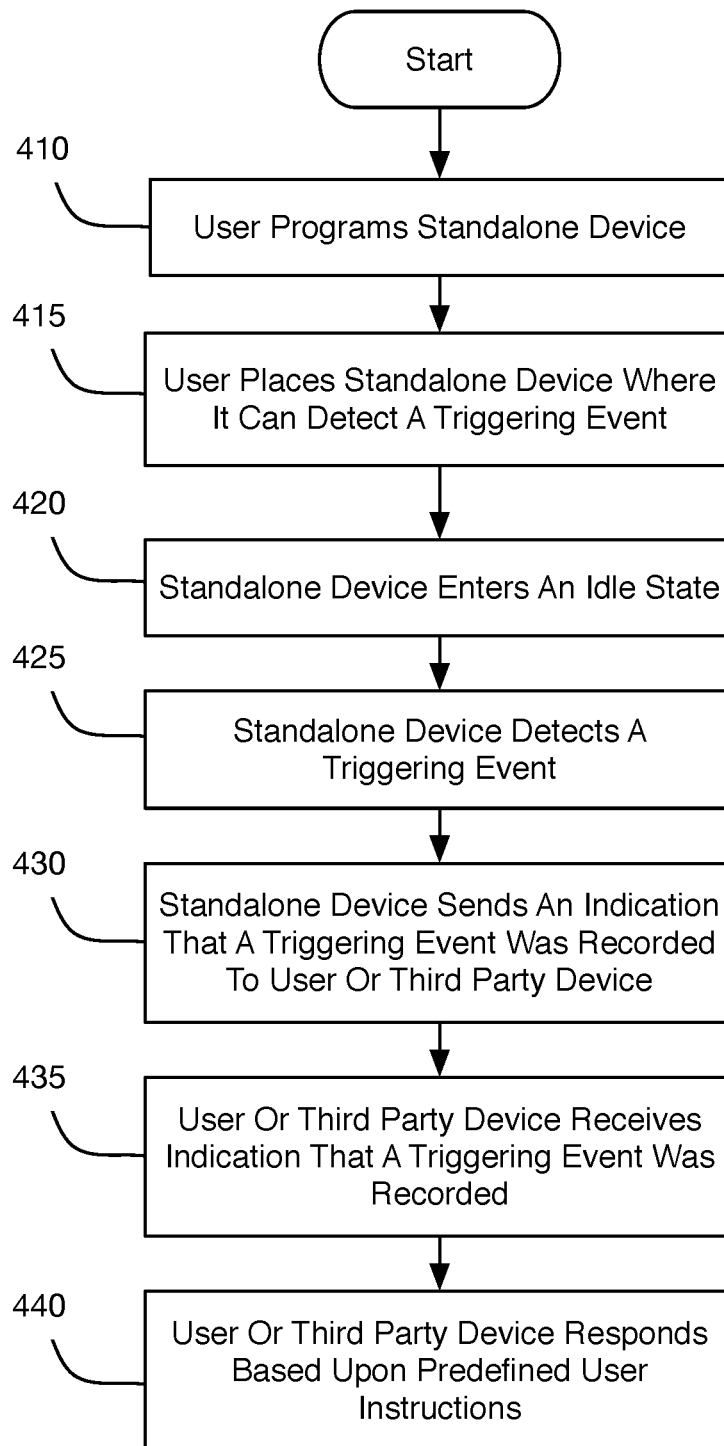 Start
410
User Programs Standalone Device
415
User Places Standalone Device Where
It Can Detect A Triggering Event
420
Standalone Device Enters An Idle State
425
Standalone Device Detects A
Triggering Event
430
Standalone Device Sends An Indication
That A Triggering Event Was Recorded
To User Or Third Party Device
435
User Or Third Party Device Receives
Indication That A Triggering Event Was
Recorded
440
User Or Third Party Device Responds
Based Upon Predefined User
Instructions